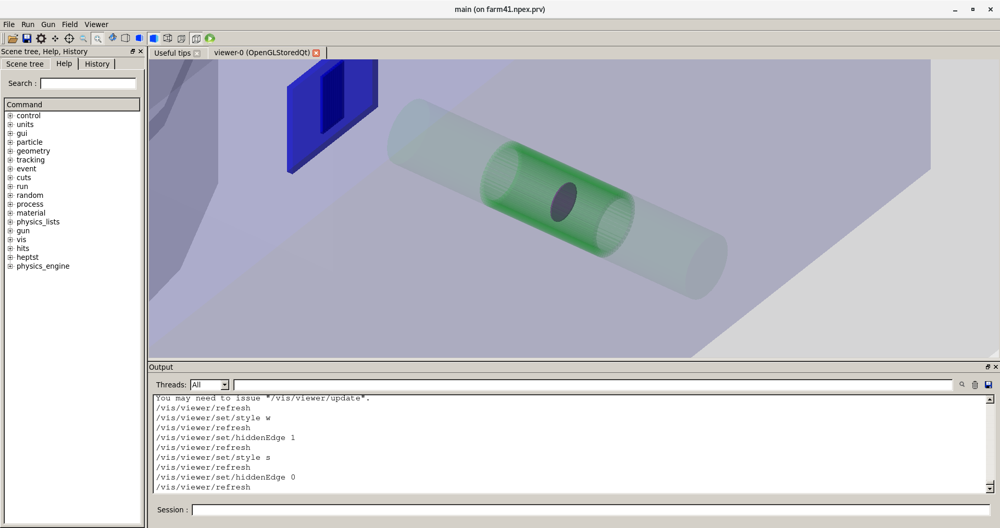 main (on farm41.npex.prv)
File Run Gun Field Viewer
Scene tree, Help, History
Scene tree Help History
Search :
Command
control
units
gui
particle
geometry
tracking
event
cuts
run
random
process
material
physics_lists
gun
vis
hits
heptst
physics_engine
Useful tips viewer-0 (OpenGLStoredQt)
Output
Threads: All
You may need to issue "/vis/viewer/update".
/vis/viewer/refresh
/vis/viewer/set/style w
/vis/viewer/refresh
/vis/viewer/set/hiddenEdge 1
/vis/viewer/refresh
/vis/viewer/set/style s
/vis/viewer/refresh
/vis/viewer/set/hiddenEdge 0
/vis/viewer/refresh
Session :